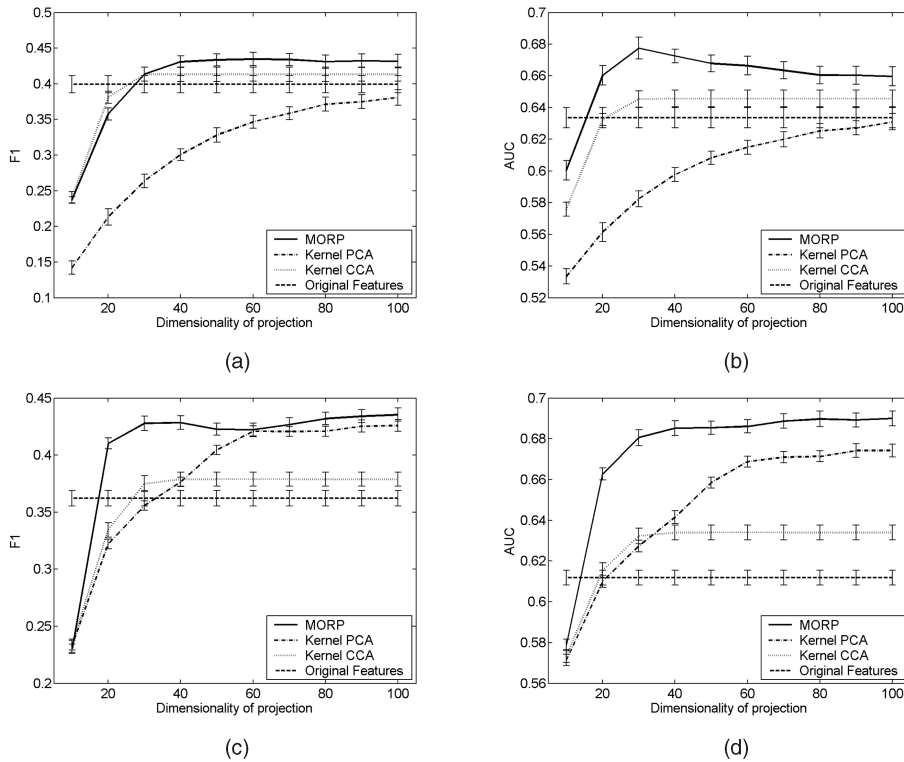 0.5
0.45
0.4
0.35
0.3
0.25
0.2
0.15
0.1
F1
20 40 60 80 100
Dimensionality of projection
MORP
Kernel PCA
Kernel CCA
Original Features
(a)
0.7
0.68
0.66
0.64
0.62
0.6
0.58
0.56
0.54
0.52
AUC
20 40 60 80 100
Dimensionality of projection
MORP
Kernel PCA
Kernel CCA
Original Features
(b)
0.45
0.4
0.35
0.3
0.25
0.2
F1
20 40 60 80 100
Dimensionality of projection
MORP
Kernel PCA
Kernel CCA
Original Features
(c)
0.7
0.68
0.66
0.64
0.62
0.6
0.58
0.56
AUC
20 40 60 80 100
Dimensionality of projection
MORP
Kernel PCA
Kernel CCA
Original Features
(d)